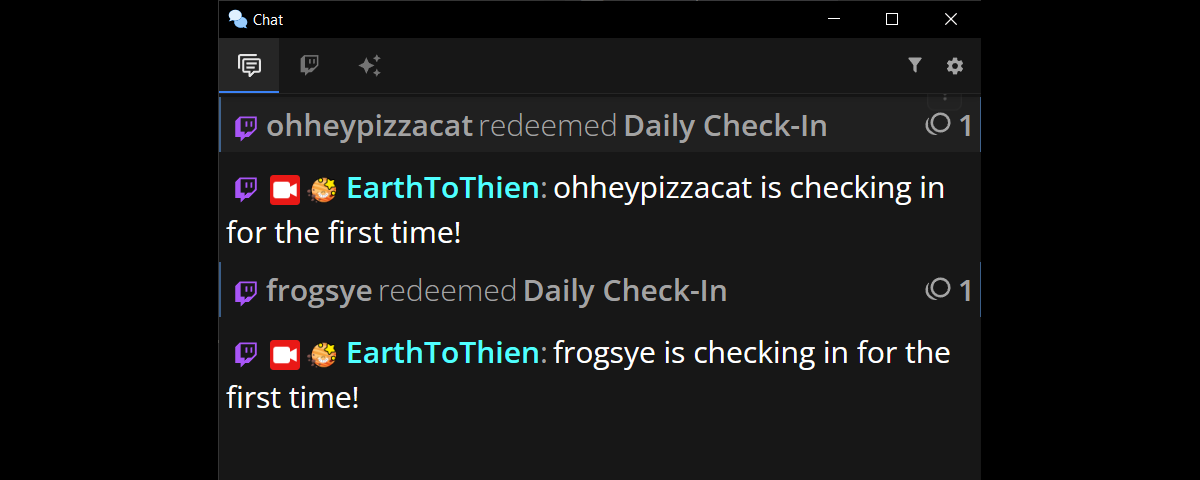 Chat
ohheypizzacat redeemed Daily Check-In 1
EarthToThien: ohheypizzacat is checking in
for the first time!
frogsye redeemed Daily Check-In 1
EarthToThien: frogsye is checking in for the
first time!